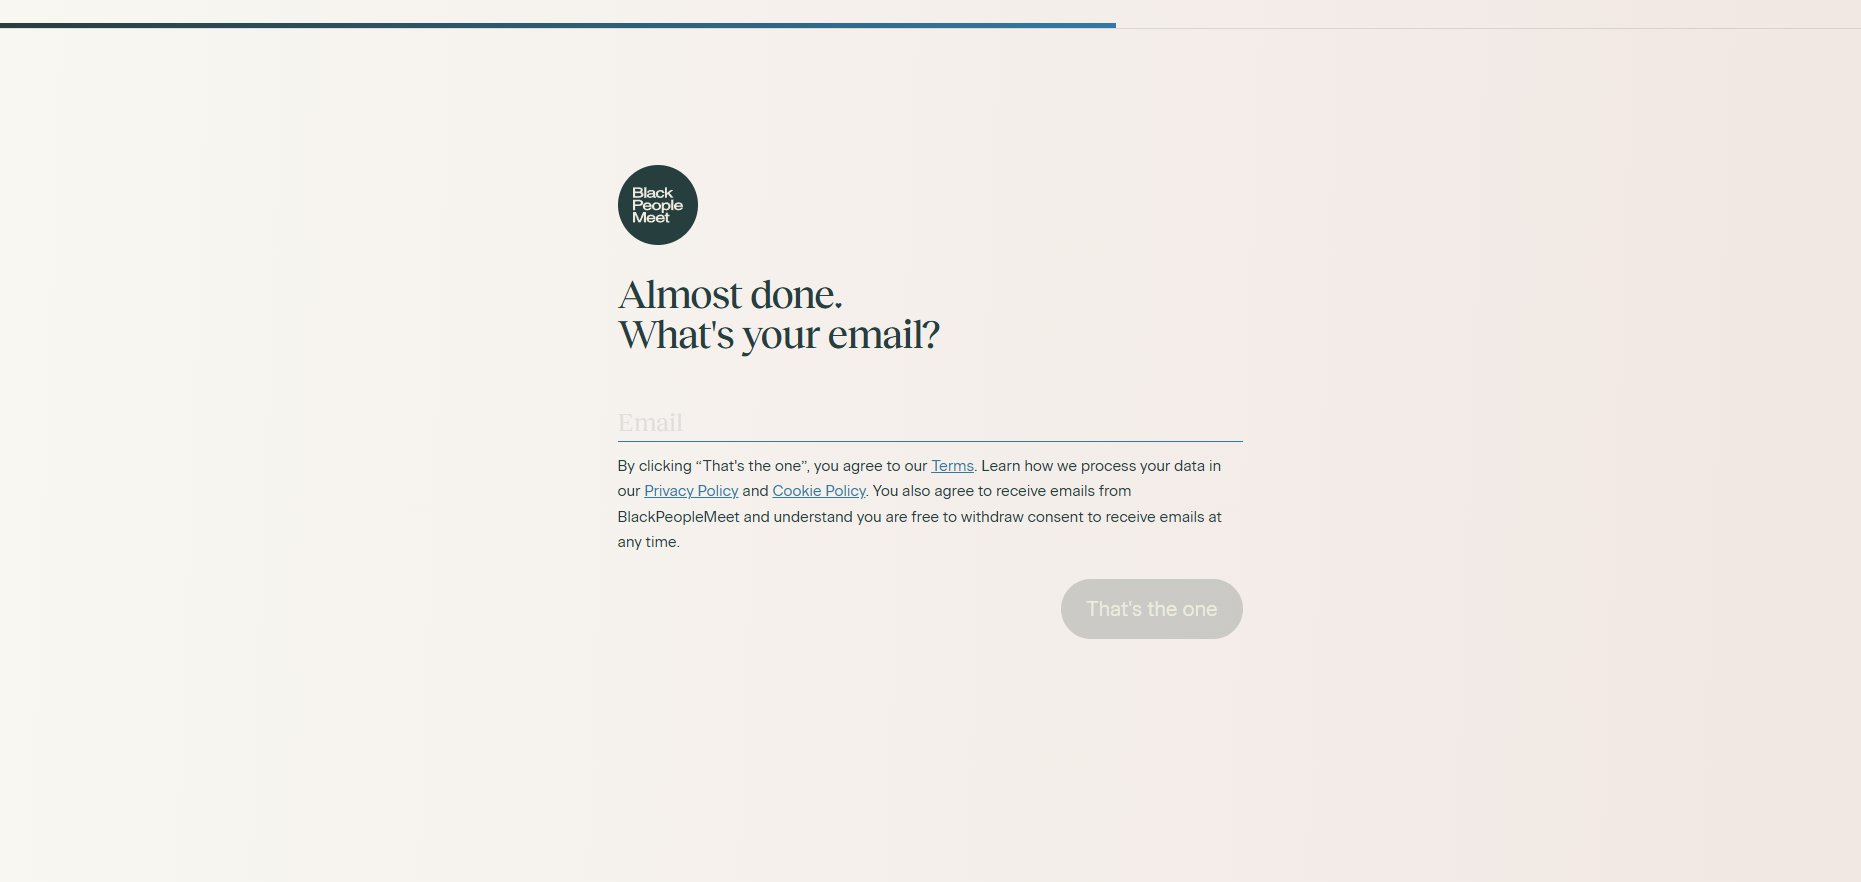 Black
People
Meet
Almost done.
What's your email?
Email
By clicking “That's the one”, you agree to our Terms. Learn how we process your data in
our Privacy Policy and Cookie Policy. You also agree to receive emails from
BlackPeopleMeet and understand you are free to withdraw consent to receive emails at
any time.
That's the one